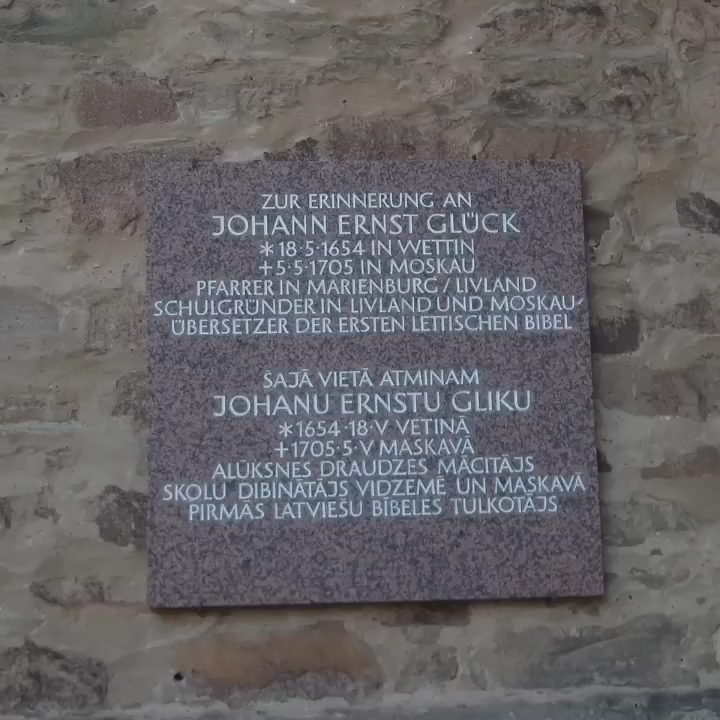 ZUR ERINNERUNG AN
JOHANN ERNST GLÜCK
*18·5·1654 IN WETTIN
+5·5·1705 IN MOSKAU
PFARRER IN MARIENBURG/LIVLAND
SCHULGRÜNDER IN LIVLAND UND MOSKAU
ÜBERSETZER DER ERSTEN LETTISCHEN BIBEL
ŠAJĀ VIETĀ ATMINAM
JOHANU ERNSTU GLIKU
*1654·18·V VETINĀ
+1705·5·V MASKAVĀ
ALŪKSNES DRAUDZES MĀCĪTĀJS
SKOLU DIBINĀTĀJS VIDZEMĒ UN MASKAVĀ
PIRMĀS LATVIEŠU BĪBELES TULKOTĀJS